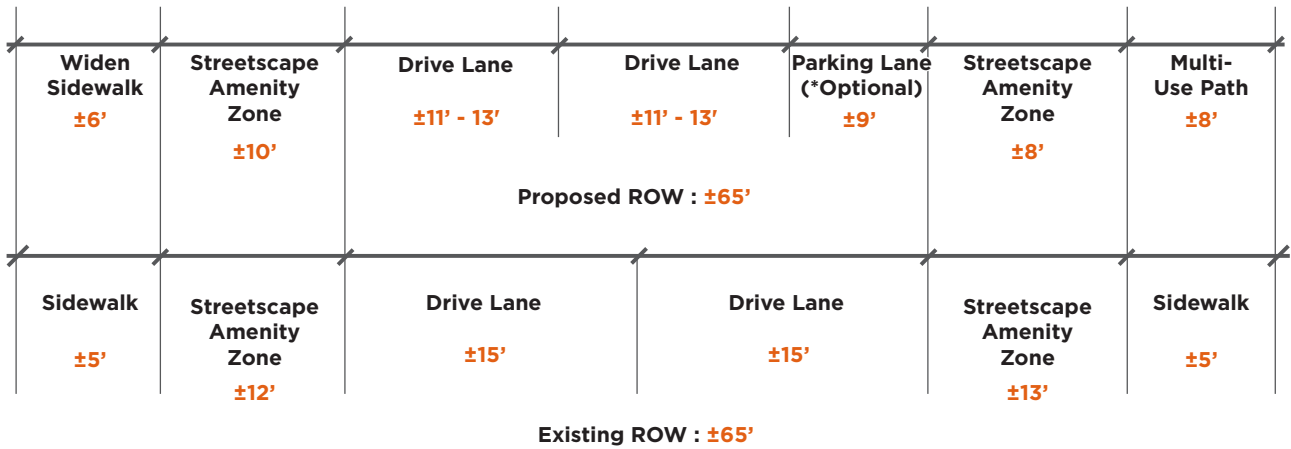 Widen
Sidewalk
±6’
Streetscape
Amenity
Zone
±10’
Drive Lane
±11’ - 13'
Drive Lane
±11’ - 13'
Parking Lane
(*Optional)
±9’
Streetscape
Amenity
Zone
±8’
Multi-
Use Path
±8’
Proposed ROW : ±65’
Sidewalk
±5’
Streetscape
Amenity
Zone
±12’
Drive Lane
±15’
Drive Lane
±15’
Streetscape
Amenity
Zone
±13’
Sidewalk
±5’
Existing ROW : ±65’